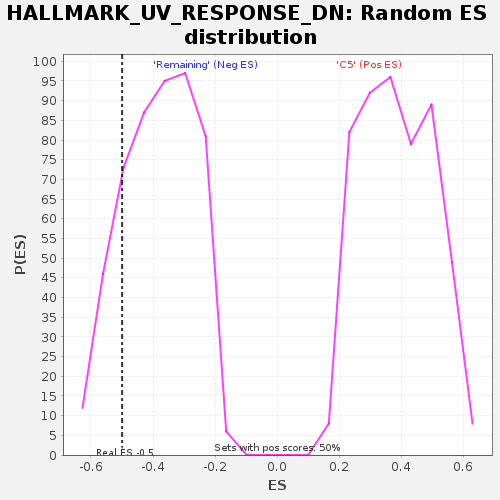 HALLMARK_UV_RESPONSE_DN: Random ES
distribution
'Remaining' (Neg ES)
'C5' (Pos ES)
100
95
90
85
80
75
70
65
60
55
50
45
40
35
30
25
20
15
10
5
0
P(ES)
Real ES -0.5
Sets with pos scores: 50%
-0.6 -0.4 -0.2 0.0 0.2 0.4 0.6
ES